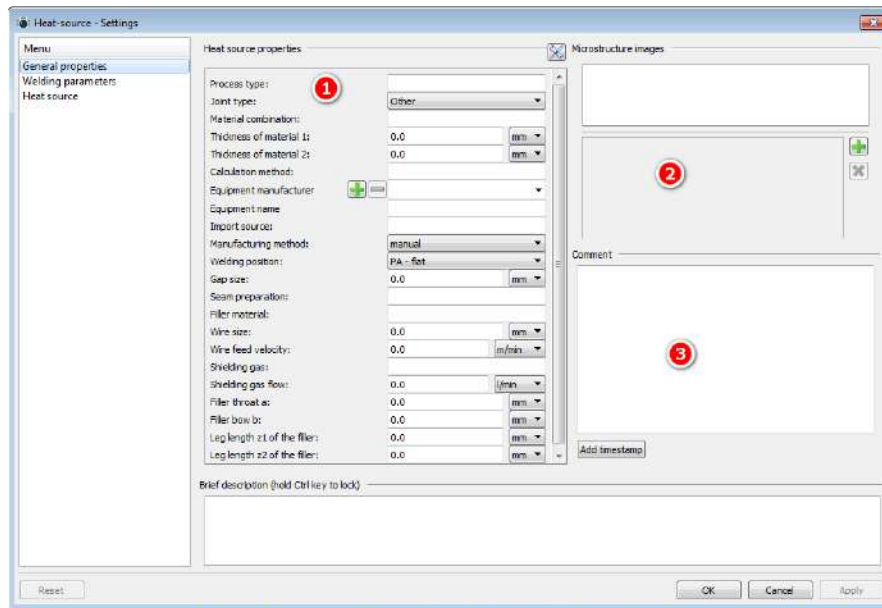 Heat-source - Settings
Menu
General properties
Welding parameters
Heat source
Heat source properties
Process type:
1
Joint type: Other
Material combination:
Thickness of material 1: 0.0 mm
Thickness of material 2: 0.0 mm
Calculation method:
Equipment manufacturer
Equipment name
Import source:
Manufacturing method: manual
Welding position: PA - flat
Gap size: 0.0 mm
Seam preparation:
Filler material:
Wire size: 0.0 mm
Wire feed velocity: 0.0 m/min
Shielding gas:
Shielding gas flow: 0.0 l/min
Filler throat a: 0.0 mm
Filler bow b: 0.0 mm
Leg length z1 of the filler: 0.0 mm
Leg length z2 of the filler: 0.0 mm
Microstructure images
2
Comment
3
Add timestamp
Brief description (hold Ctrl key to lock)
Reset
OK
Cancel
Apply